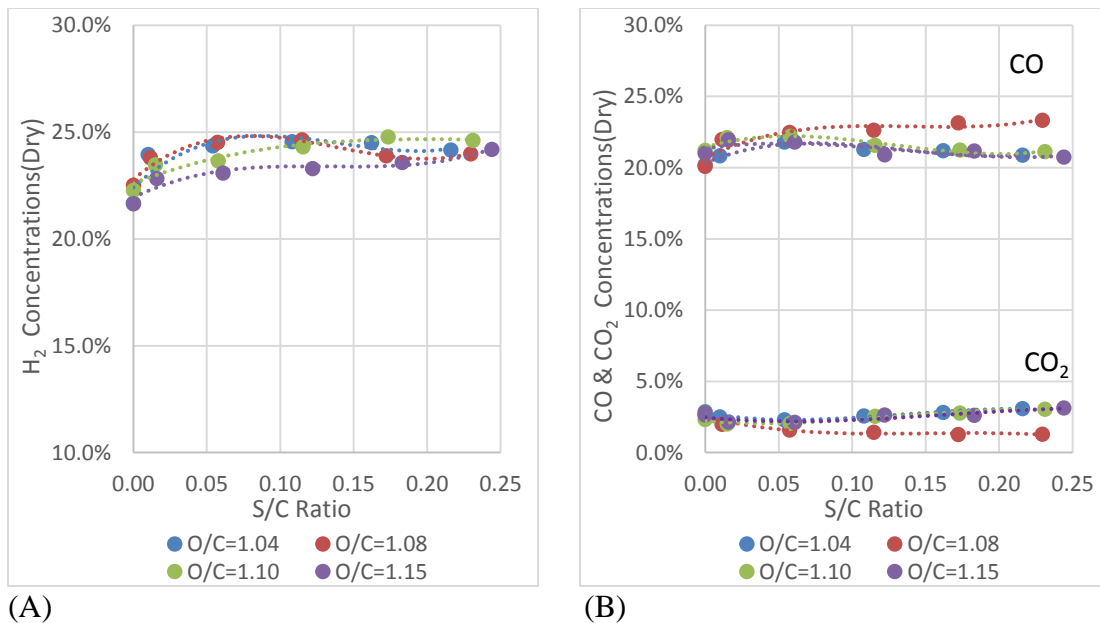 30.0%
25.0%
20.0%
15.0%
10.0%
0.00 0.05 0.10 0.15 0.20 0.25
H₂ Concentrations(Dry)
S/C Ratio
O/C=1.04 O/C=1.08
O/C=1.10 O/C=1.15
(A)
30.0%
25.0%
20.0%
15.0%
10.0%
5.0%
0.0%
0.00 0.05 0.10 0.15 0.20 0.25
CO & CO₂ Concentrations(Dry)
CO
CO₂
S/C Ratio
O/C=1.04 O/C=1.08
O/C=1.10 O/C=1.15
(B)